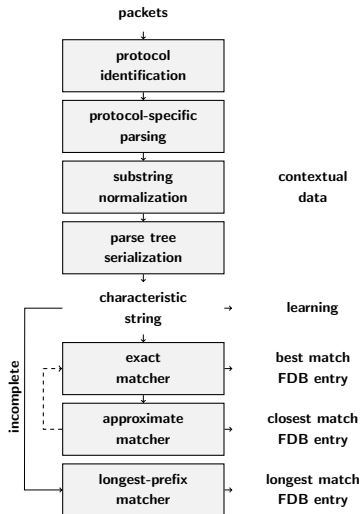 packets
protocol
identification
protocol-specific
parsing
substring
normalization
contextual
data
parse tree
serialization
characteristic
string
learning
incomplete
exact
matcher
best match
FDB entry
approximate
matcher
closest match
FDB entry
longest-prefix
matcher
longest match
FDB entry